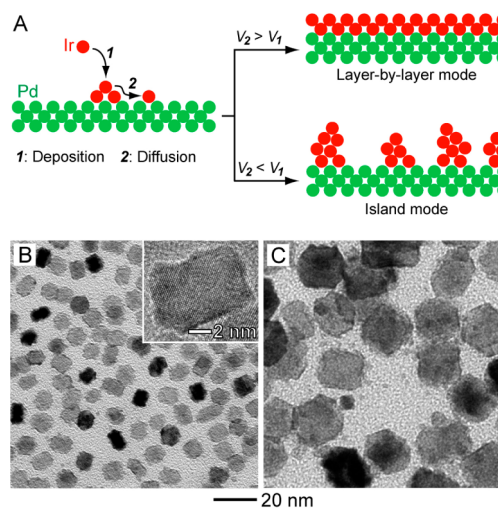 A
Ir
1
2
Pd
1: Deposition 2: Diffusion
V2 > V1
Layer-by-layer mode
V2 < V1
Island mode
B
2 nm
C
20 nm